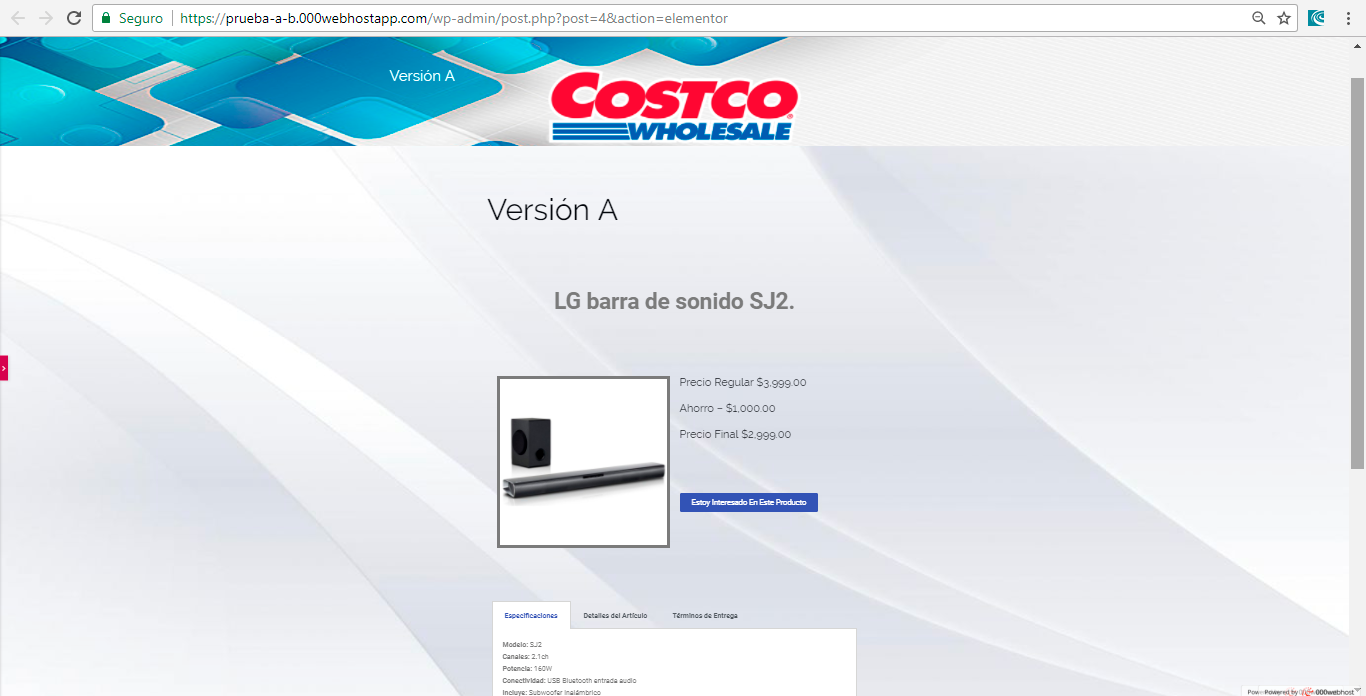 Seguro https://prueba-a-b.000webhostapp.com/wp-admin/post.php?post=4&action=elementor
Versión A
COSTCO
WHOLESALE
Versión A
LG barra de sonido SJ2.
Precio Regular $3,999.00
Ahorro – $1,000.00
Precio Final $2,999.00
Estoy Interesado En Este Producto
Especificaciones Detalles del Artículo Términos de Entrega
Modelo: SJ2
Canales: 2.1ch
Potencia: 160W
Conectividad: USB Bluetooth entrada audio
Incluye: Subwoofer Inalámbrico
Powered by 000webhost